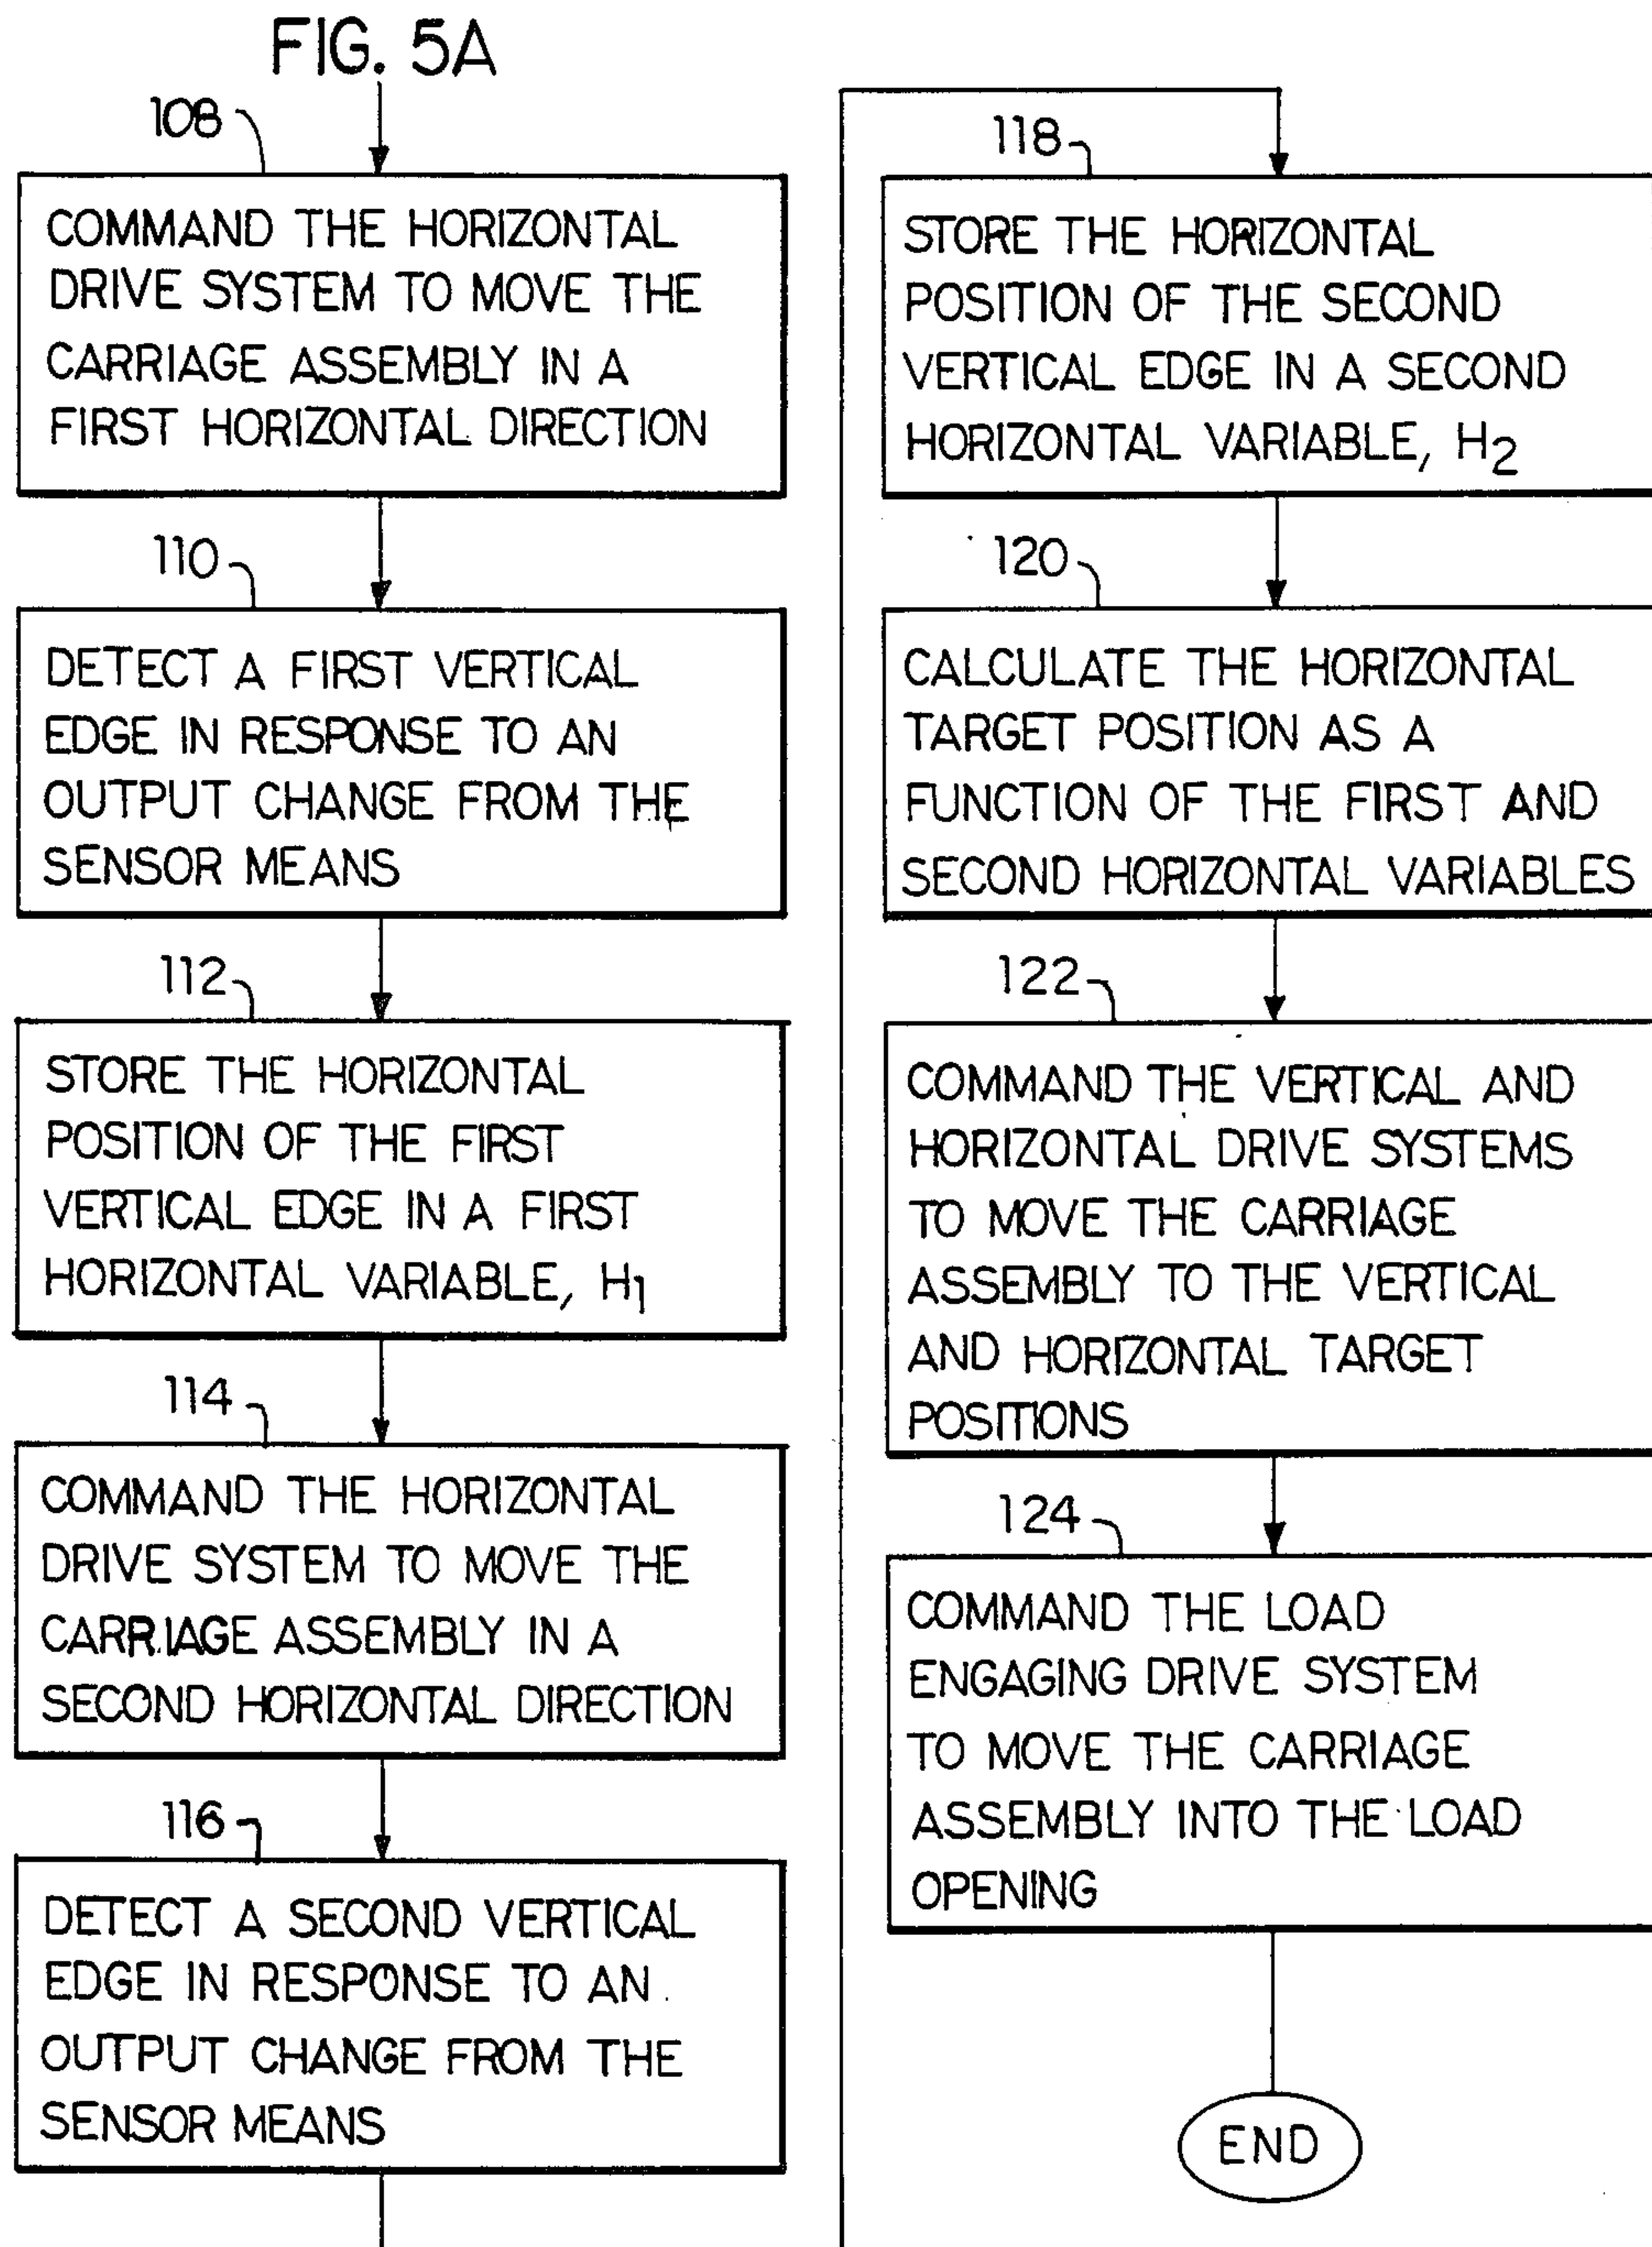 FIG. 5A
108
COMMAND THE HORIZONTAL
DRIVE SYSTEM TO MOVE THE
CARRIAGE ASSEMBLY IN A
FIRST HORIZONTAL DIRECTION
110
DETECT A FIRST VERTICAL
EDGE IN RESPONSE TO AN
OUTPUT CHANGE FROM THE
SENSOR MEANS
112
STORE THE HORIZONTAL
POSITION OF THE FIRST
VERTICAL EDGE IN A FIRST
HORIZONTAL VARIABLE, H1
114
COMMAND THE HORIZONTAL
DRIVE SYSTEM TO MOVE THE
CARRIAGE ASSEMBLY IN A
SECOND HORIZONTAL DIRECTION
116
DETECT A SECOND VERTICAL
EDGE IN RESPONSE TO AN
OUTPUT CHANGE FROM THE
SENSOR MEANS
118
STORE THE HORIZONTAL
POSITION OF THE SECOND
VERTICAL EDGE IN A SECOND
HORIZONTAL VARIABLE, H2
120
CALCULATE THE HORIZONTAL
TARGET POSITION AS A
FUNCTION OF THE FIRST AND
SECOND HORIZONTAL VARIABLES
122
COMMAND THE VERTICAL AND
HORIZONTAL DRIVE SYSTEMS
TO MOVE THE CARRIAGE
ASSEMBLY TO THE VERTICAL
AND HORIZONTAL TARGET
POSITIONS
124
COMMAND THE LOAD
ENGAGING DRIVE SYSTEM
TO MOVE THE CARRIAGE
ASSEMBLY INTO THE LOAD
OPENING
END